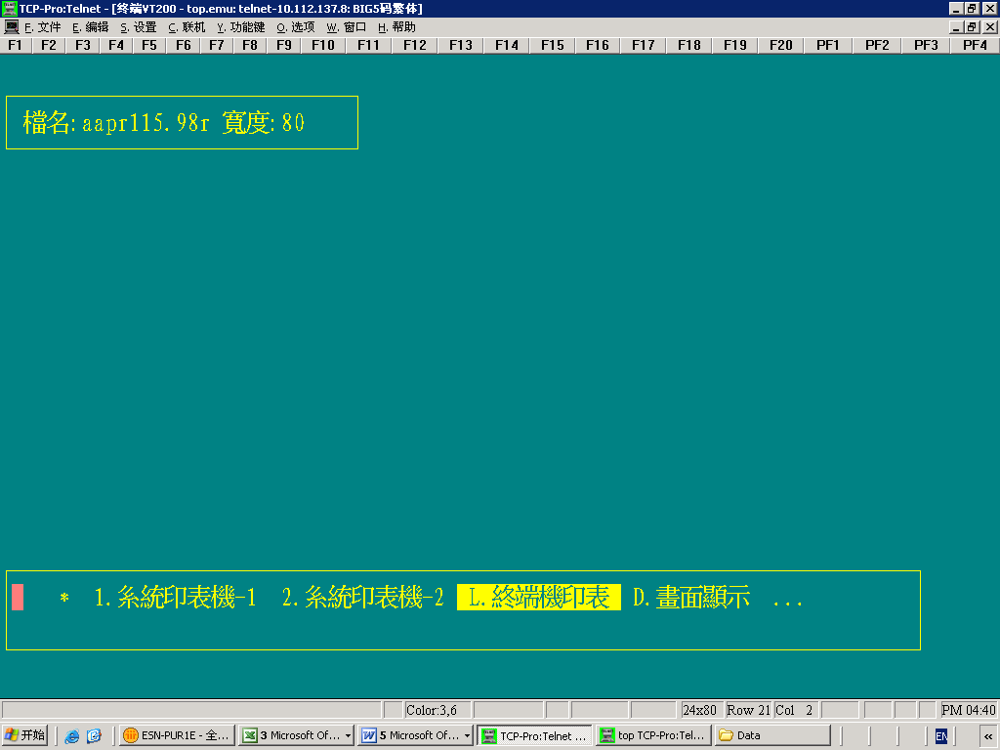 TCP-Pro:Telnet - [终端VT200 - top.emu: telnet-10.112.137.8: BIG5码繁体]
F. 文件 E. 编辑 S. 设置 C. 联机 Y. 功能键 O. 选项 W. 窗口 H. 帮助
F1 F2 F3 F4 F5 F6 F7 F8 F9 F10 F11 F12 F13 F14 F15 F16 F17 F18 F19 F20 PF1 PF2 PF3 PF4
檔名:aapr115.98r 寬度:80
* 1.系統印表機-1 2.系統印表機-2 L.終端機印表 D.畫面顯示 ...
Color:3,6 24x80 Row 21 Col 2 PM 04:40
开始 ESN-PUR1E - 全... 3 Microsoft Of... 5 Microsoft Of... TCP-Pro:Telnet ... top TCP-Pro:Tel... Data EN «